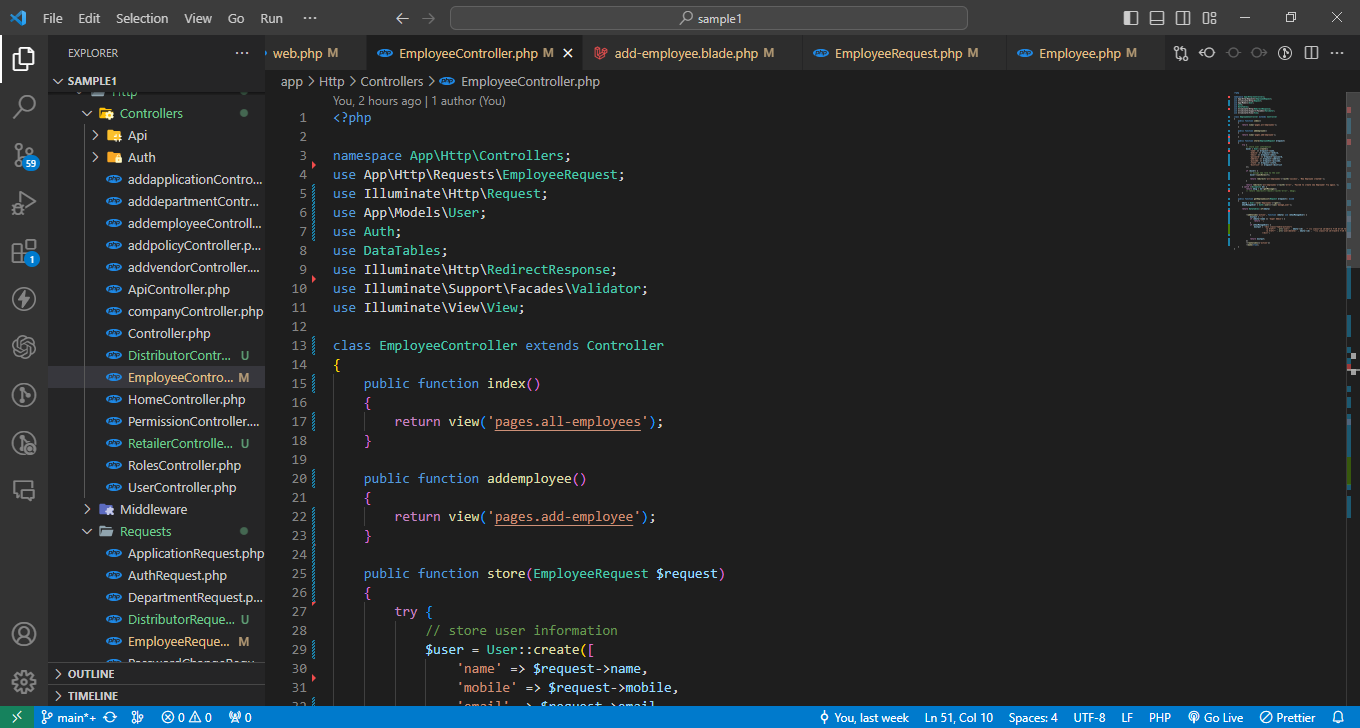 File Edit Selection View Go Run ··· sample1
EXPLORER ···
web.php M EmployeeController.php M add-employee.blade.php M EmployeeRequest.php M Employee.php M
SAMPLE1
app > Http > Controllers > EmployeeController.php
Http
Controllers
Api
Auth
addapplicationContro...
adddepartmentContr...
addemployeeControll...
addpolicyController.p...
addvendorController....
ApiController.php
companyController.php
Controller.php
DistributorContr... U
EmployeeContro... M
HomeController.php
PermissionController....
RetailerControlle... U
RolesController.php
UserController.php
Middleware
Requests
ApplicationRequest.php
AuthRequest.php
DepartmentRequest.p...
DistributorReque... U
EmployeeReque... M
OUTLINE
TIMELINE
59
1
You, 2 hours ago | 1 author (You)
1 <?php
2
3 namespace App\Http\Controllers;
4 use App\Http\Requests\EmployeeRequest;
5 use Illuminate\Http\Request;
6 use App\Models\User;
7 use Auth;
8 use DataTables;
9 use Illuminate\Http\RedirectResponse;
10 use Illuminate\Support\Facades\Validator;
11 use Illuminate\View\View;
12
13 class EmployeeController extends Controller
14 {
15 public function index()
16 {
17 return view('pages.all-employees');
18 }
19
20 public function addemployee()
21 {
22 return view('pages.add-employee');
23 }
24
25 public function store(EmployeeRequest $request)
26 {
27 try {
28 // store user information
29 $user = User::create([
30 'name' => $request->name,
31 'mobile' => $request->mobile,
32 'email' => $request->email,
main*+ 0 0 0 You, last week Ln 51, Col 10 Spaces: 4 UTF-8 LF PHP Go Live Prettier